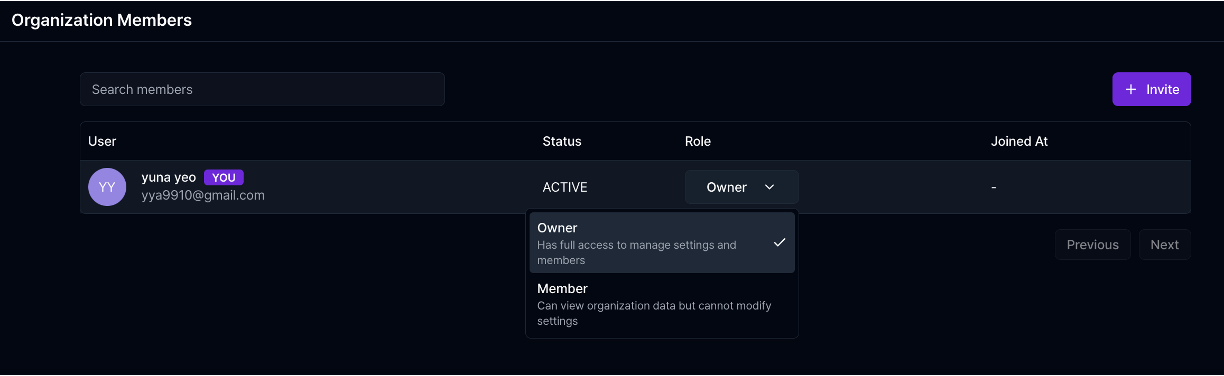 Organization Members
Search members
+ Invite
User Status Role Joined At
YY
yuna yeo YOU
yya9910@gmail.com
ACTIVE
Owner
-
Owner
Has full access to manage settings and
members
Member
Can view organization data but cannot modify
settings
Previous Next